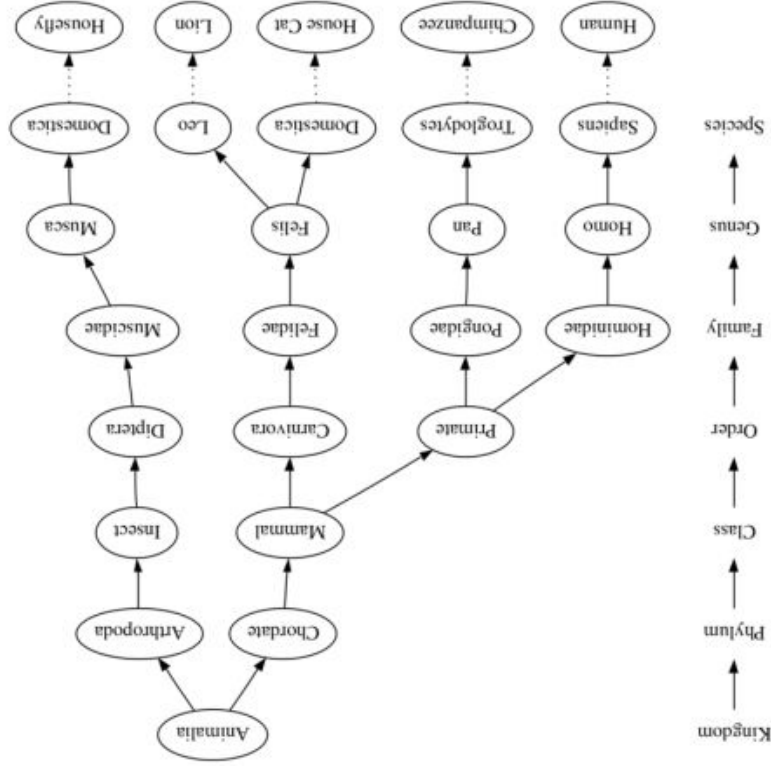 Kingdom
Animalia
Phylum
Chordate
Arthropoda
Class
Mammal
Insect
Order
Primate
Carnivora
Diptera
Family
Hominidae
Pongidae
Felidae
Muscidae
Genus
Homo
Pan
Felis
Musca
Species
Sapiens
Troglodytes
Domestica
Leo
Domestica
Human
Chimpanzee
House Cat
Lion
Housefly